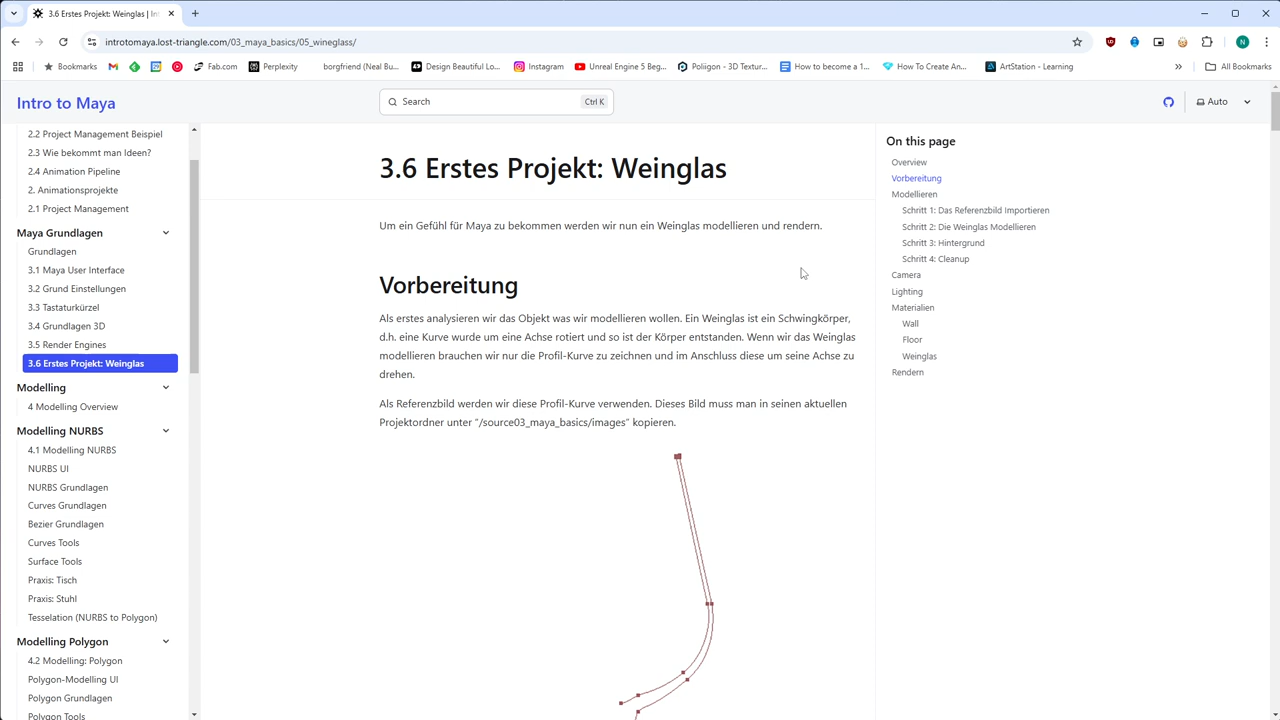 3.6 Erstes Projekt: Weinglas | Int
introtomaya.lost-triangle.com/03_maya_basics/05_wineglass/
N
Bookmarks
Fab.com
Perplexity
borgfriend (Neal Bu...
Design Beautiful Lo...
Instagram
Unreal Engine 5 Beg...
Poliigon - 3D Textur...
How to become a 1...
How To Create An...
ArtStation - Learning
»
All Bookmarks
Intro to Maya
Search
Ctrl K
Auto
2.2 Project Management Beispiel
2.3 Wie bekommt man Ideen?
2.4 Animation Pipeline
2. Animationsprojekte
2.1 Project Management
Maya Grundlagen
Grundlagen
3.1 Maya User Interface
3.2 Grund Einstellungen
3.3 Tastaturkürzel
3.4 Grundlagen 3D
3.5 Render Engines
3.6 Erstes Projekt: Weinglas
Modelling
4 Modelling Overview
Modelling NURBS
4.1 Modelling NURBS
NURBS UI
NURBS Grundlagen
Curves Grundlagen
Bezier Grundlagen
Curves Tools
Surface Tools
Praxis: Tisch
Praxis: Stuhl
Tesselation (NURBS to Polygon)
Modelling Polygon
4.2 Modelling: Polygon
Polygon-Modelling UI
Polygon Grundlagen
Polygon Tools
3.6 Erstes Projekt: Weinglas
Um ein Gefühl für Maya zu bekommen werden wir nun ein Weinglas modellieren und rendern.
Vorbereitung
Als erstes analysieren wir das Objekt was wir modellieren wollen. Ein Weinglas ist ein Schwingkörper,
d.h. eine Kurve wurde um eine Achse rotiert und so ist der Körper entstanden. Wenn wir das Weinglas
modellieren brauchen wir nur die Profil-Kurve zu zeichnen und im Anschluss diese um seine Achse zu
drehen.
Als Referenzbild werden wir diese Profil-Kurve verwenden. Dieses Bild muss man in seinen aktuellen
Projektordner unter "/source03_maya_basics/images" kopieren.
On this page
Overview
Vorbereitung
Modellieren
Schritt 1: Das Referenzbild Importieren
Schritt 2: Die Weinglas Modellieren
Schritt 3: Hintergrund
Schritt 4: Cleanup
Camera
Lighting
Materialien
Wall
Floor
Weinglas
Rendern